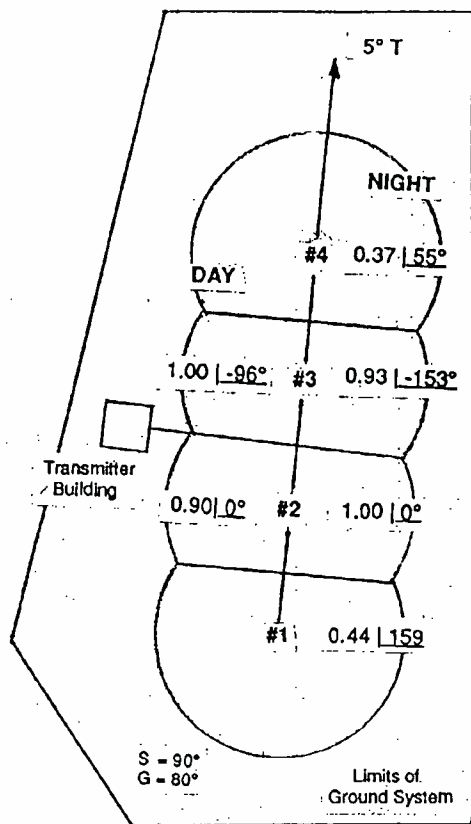 5° T
NIGHT
#4 0.37 |55°
DAY
1.00 |-96° #3 0.93 |-153°
Transmitter
Building
0.90|0° #2 1.00 |0°
#1 0.44 |159
S = 90°
G = 80°
Limits of
Ground System